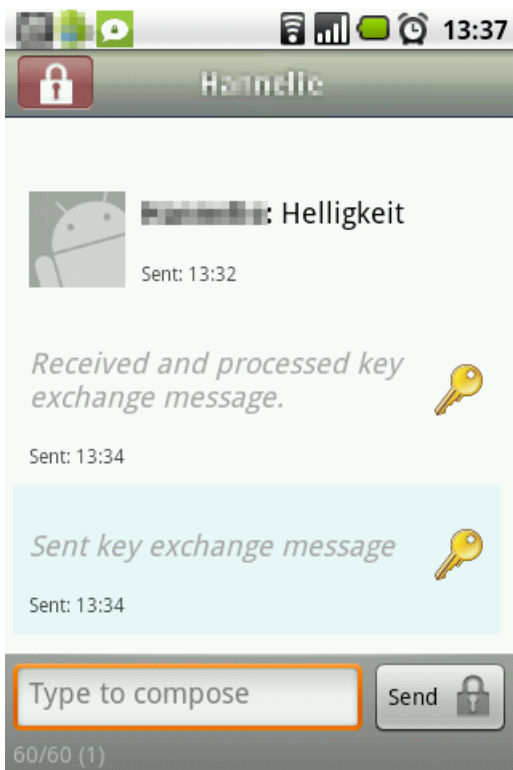 13:37
: Helligkeit
Sent: 13:32
Received and processed key
exchange message.
Sent: 13:34
Sent key exchange message
Sent: 13:34
Type to compose
Send
60/60 (1)